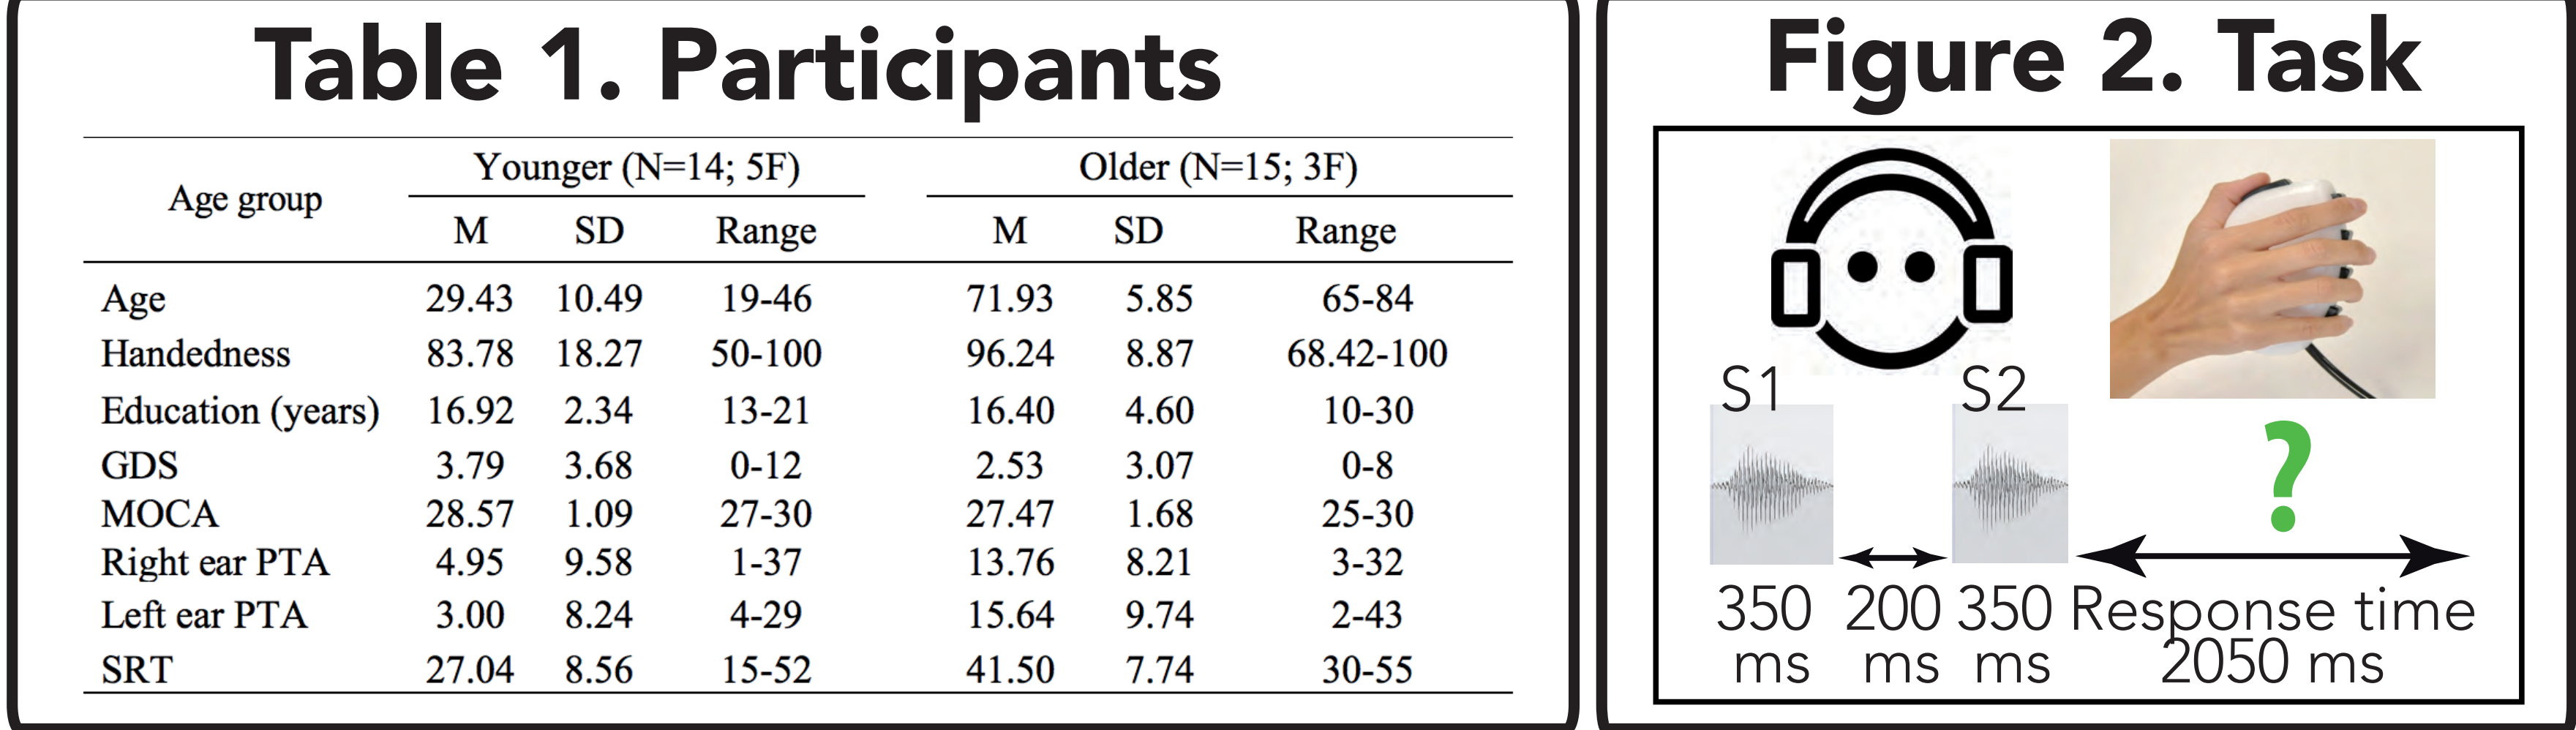 Table 1. Participants
Age group
Younger (N=14; 5F) Older (N=15; 3F)
M SD Range M SD Range
Age 29.43 10.49 19-46 71.93 5.85 65-84
Handedness 83.78 18.27 50-100 96.24 8.87 68.42-100
Education (years) 16.92 2.34 13-21 16.40 4.60 10-30
GDS 3.79 3.68 0-12 2.53 3.07 0-8
MOCA 28.57 1.09 27-30 27.47 1.68 25-30
Right ear PTA 4.95 9.58 1-37 13.76 8.21 3-32
Left ear PTA 3.00 8.24 4-29 15.64 9.74 2-43
SRT 27.04 8.56 15-52 41.50 7.74 30-55
Figure 2. Task
S1 S2
?
350 200 350 Response time
ms ms ms 2050 ms